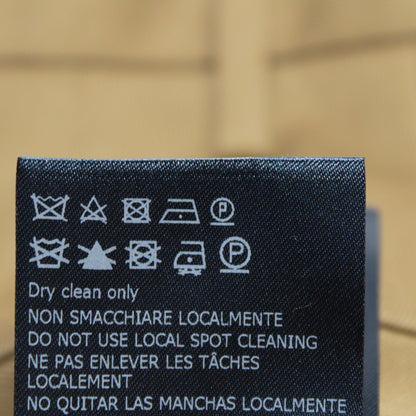 P
P
Dry clean only
NON SMACCHIARE LOCALMENTE
DO NOT USE LOCAL SPOT CLEANING
NE PAS ENLEVER LES TÂCHES
LOCALEMENT
NO QUITAR LAS MANCHAS LOCALMENTE